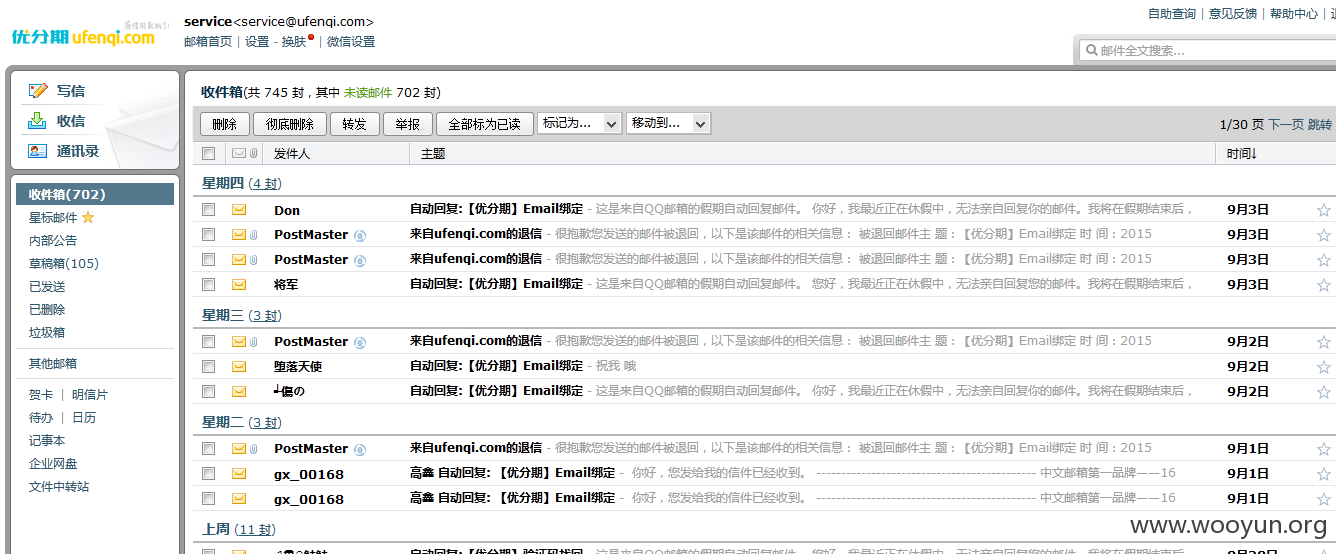 优分期 ufenqi.com
service<service@ufenqi.com>
邮箱首页 | 设置 - 换肤 | 微信设置
自助查询 | 意见反馈 | 帮助中心 |
邮件全文搜索...
写信
收信
通讯录
收件箱(702)
星标邮件
内部公告
草稿箱(105)
已发送
已删除
垃圾箱
其他邮箱
贺卡 | 明信片
待办 | 日历
记事本
企业网盘
文件中转站
收件箱(共 745 封，其中 未读邮件 702 封)
删除 彻底删除 转发 举报 全部标为已读 标记为... 移动到... 1/30 页 下一页 跳转
发件人 主题 时间↓
星期四 (4 封)
Don 自动回复:【优分期】Email绑定 - 这是来自QQ邮箱的假期自动回复邮件。 你好，我最近正在休假中，无法亲自回复你的邮件。我将在假期结束后， 9月3日
PostMaster 来自ufenqi.com的退信 - 很抱歉您发送的邮件被退回，以下是该邮件的相关信息： 被退回邮件主 题：【优分期】Email绑定 时 间：2015 9月3日
PostMaster 来自ufenqi.com的退信 - 很抱歉您发送的邮件被退回，以下是该邮件的相关信息： 被退回邮件主 题：【优分期】Email绑定 时 间：2015 9月3日
将军 自动回复:【优分期】Email绑定 - 这是来自QQ邮箱的假期自动回复邮件。 您好，我最近正在休假中，无法亲自回复您的邮件。我将在假期结束后， 9月3日
星期三 (3 封)
PostMaster 来自ufenqi.com的退信 - 很抱歉您发送的邮件被退回，以下是该邮件的相关信息： 被退回邮件主 题：【优分期】Email绑定 时 间：2015 9月2日
堕落天使 自动回复:【优分期】Email绑定 - 祝我 哦 9月2日
┵傷の 自动回复:【优分期】Email绑定 - 这是来自QQ邮箱的假期自动回复邮件。 你好，我最近正在休假中，无法亲自回复你的邮件。我将在假期结束后， 9月2日
星期二 (3 封)
PostMaster 来自ufenqi.com的退信 - 很抱歉您发送的邮件被退回，以下是该邮件的相关信息： 被退回邮件主 题：【优分期】Email绑定 时 间：2015 9月1日
gx_00168 高鑫 自动回复: 【优分期】Email绑定 - 你好，您发给我的信件已经收到。 ---------------------------------------- 中文邮箱第一品牌——16 9月1日
gx_00168 高鑫 自动回复: 【优分期】Email绑定 - 你好，您发给我的信件已经收到。 ---------------------------------------- 中文邮箱第一品牌——16 9月1日
上周 (11 封)
www.wooyun.org